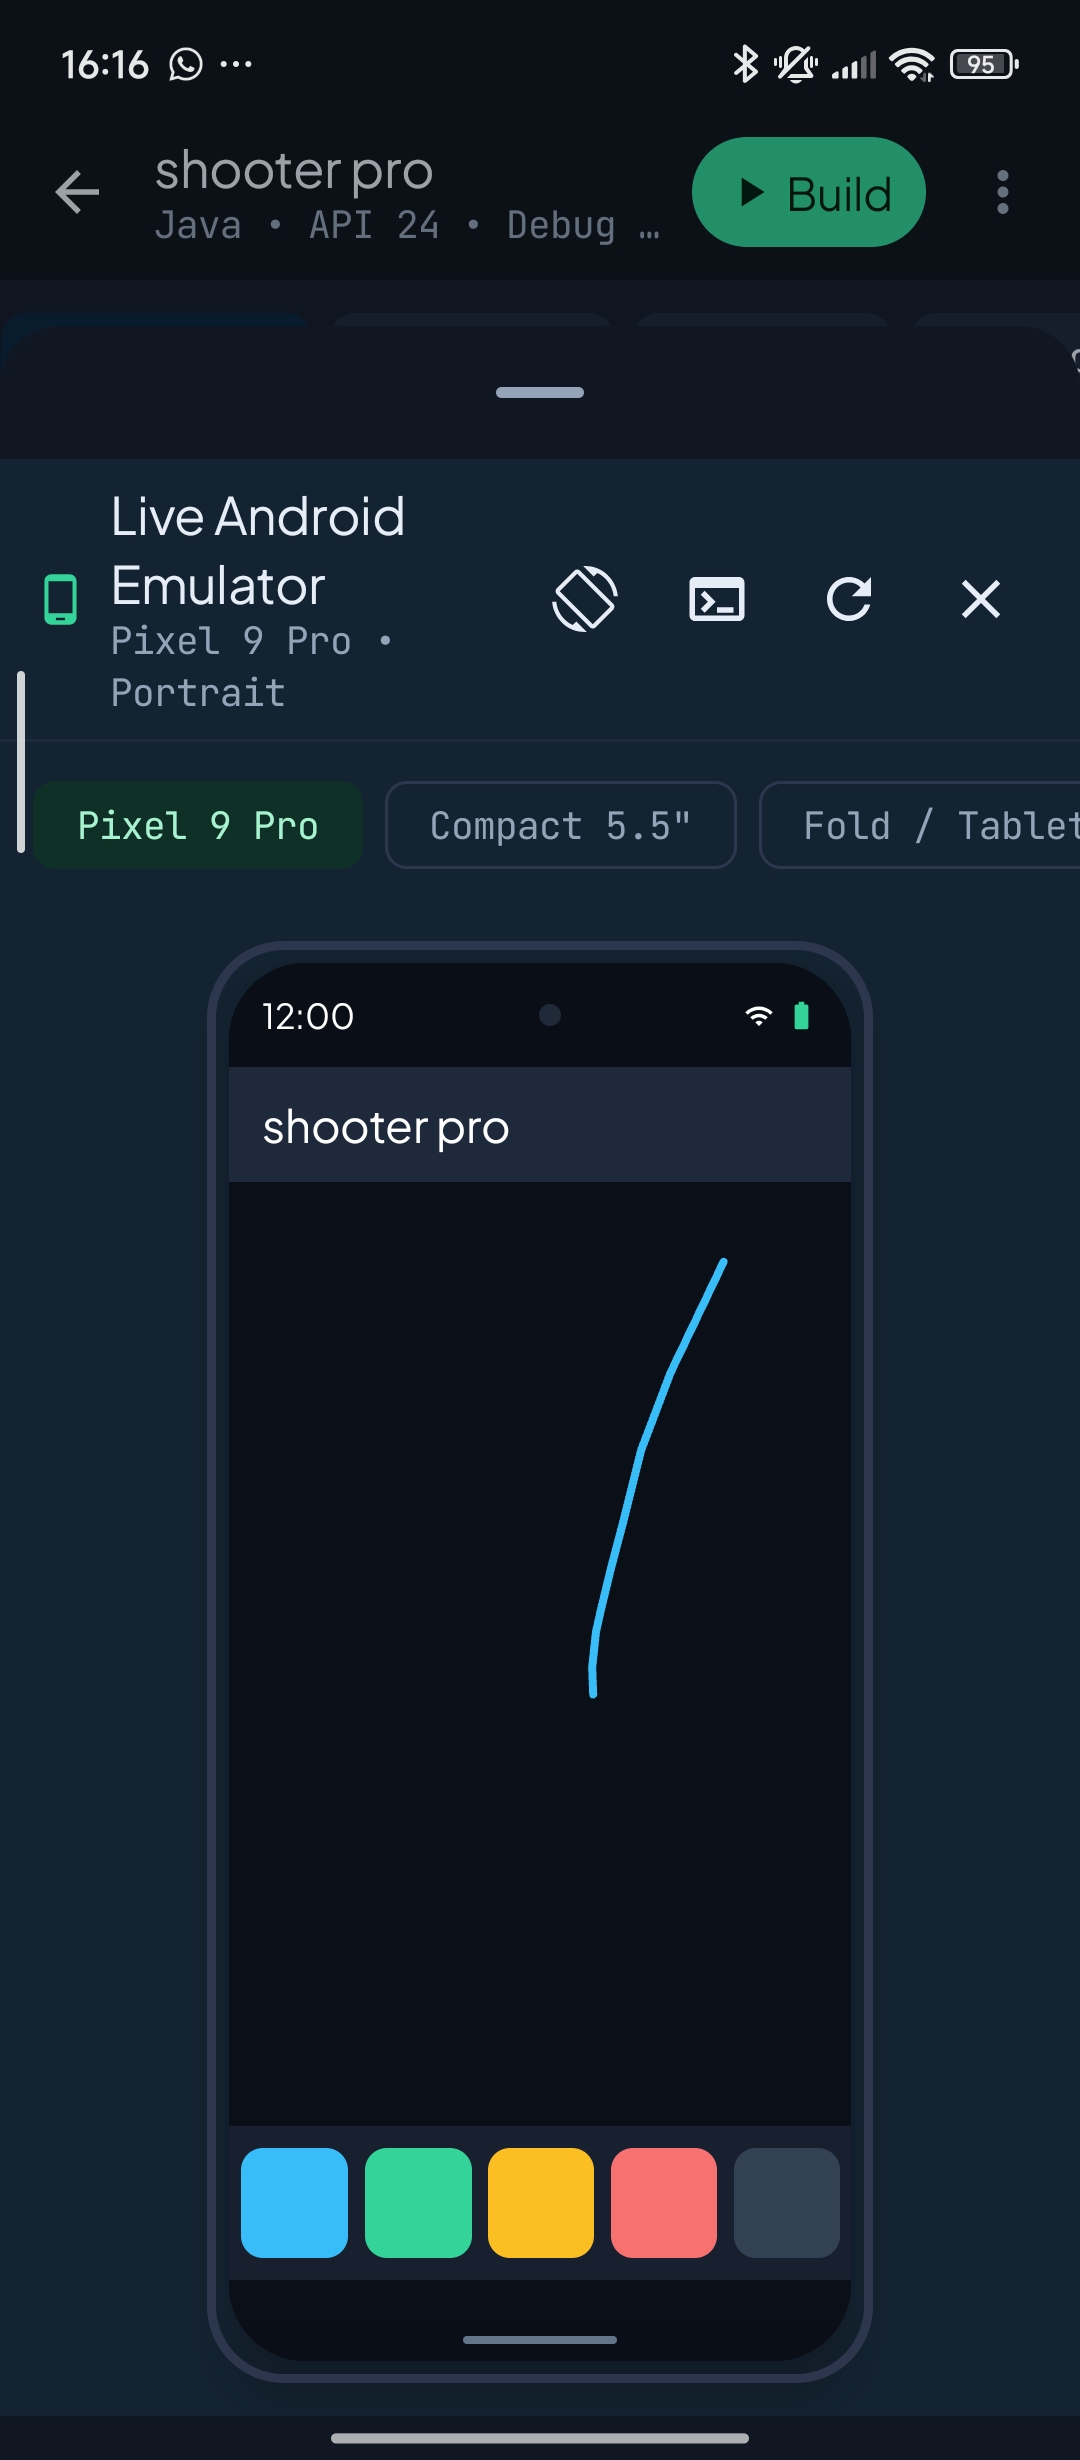 16:16
95
shooter pro
Java • API 24 • Debug …
Build
Live Android
Emulator
Pixel 9 Pro •
Portrait
Pixel 9 Pro
Compact 5.5"
Fold / Tablet
12:00
shooter pro